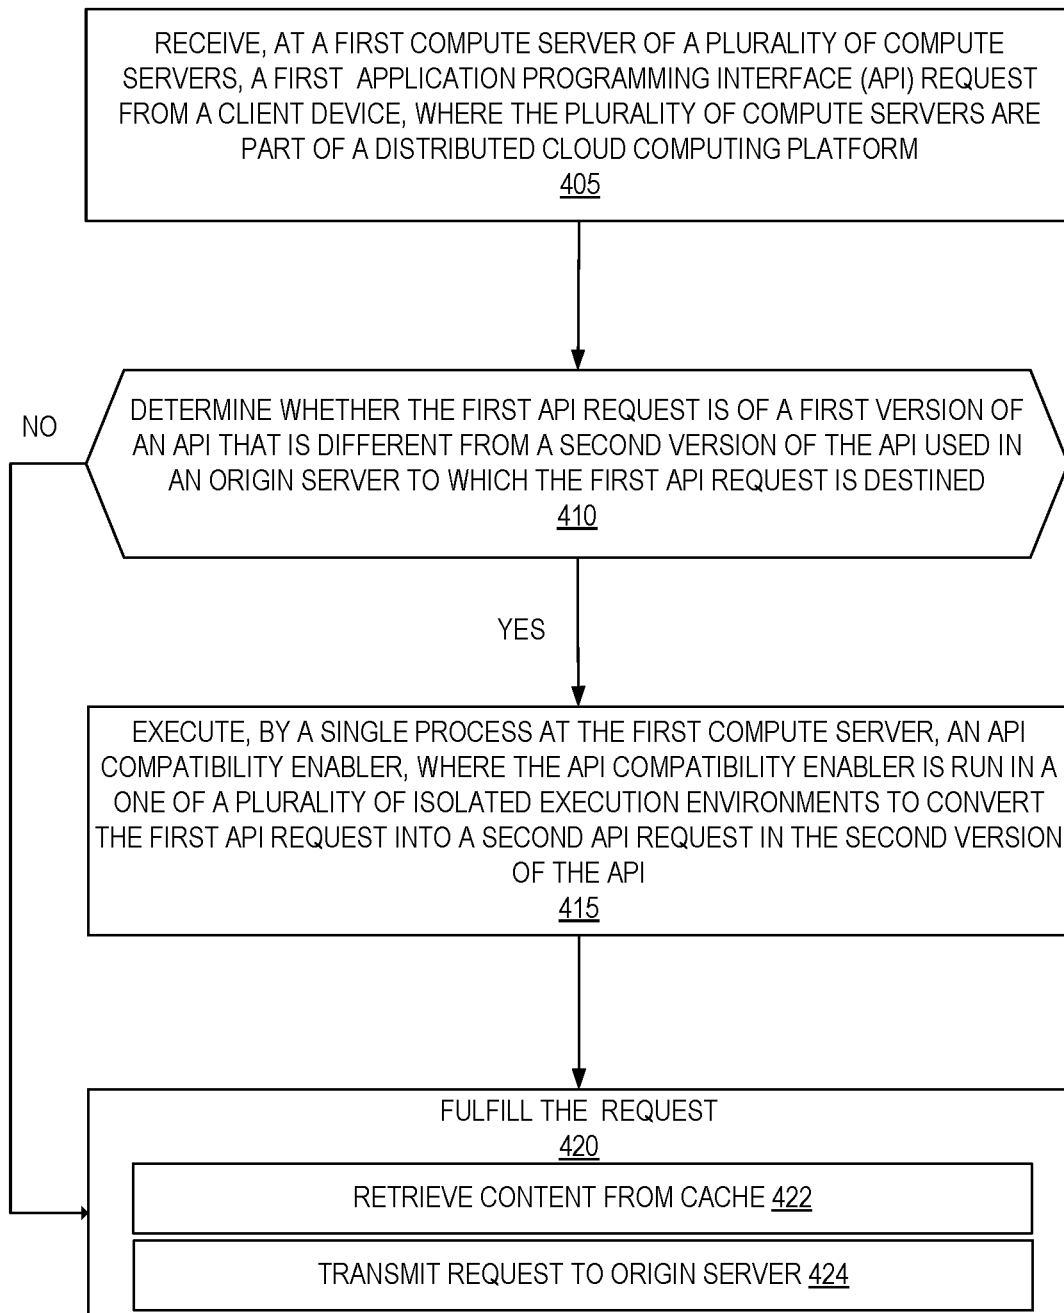 RECEIVE, AT A FIRST COMPUTE SERVER OF A PLURALITY OF COMPUTE
SERVERS, A FIRST APPLICATION PROGRAMMING INTERFACE (API) REQUEST
FROM A CLIENT DEVICE, WHERE THE PLURALITY OF COMPUTE SERVERS ARE
PART OF A DISTRIBUTED CLOUD COMPUTING PLATFORM
405
NO
DETERMINE WHETHER THE FIRST API REQUEST IS OF A FIRST VERSION OF
AN API THAT IS DIFFERENT FROM A SECOND VERSION OF THE API USED IN
AN ORIGIN SERVER TO WHICH THE FIRST API REQUEST IS DESTINED
410
YES
EXECUTE, BY A SINGLE PROCESS AT THE FIRST COMPUTE SERVER, AN API
COMPATIBILITY ENABLER, WHERE THE API COMPATIBILITY ENABLER IS RUN IN A
ONE OF A PLURALITY OF ISOLATED EXECUTION ENVIRONMENTS TO CONVERT
THE FIRST API REQUEST INTO A SECOND API REQUEST IN THE SECOND VERSION
OF THE API
415
FULFILL THE REQUEST
420
RETRIEVE CONTENT FROM CACHE 422
TRANSMIT REQUEST TO ORIGIN SERVER 424